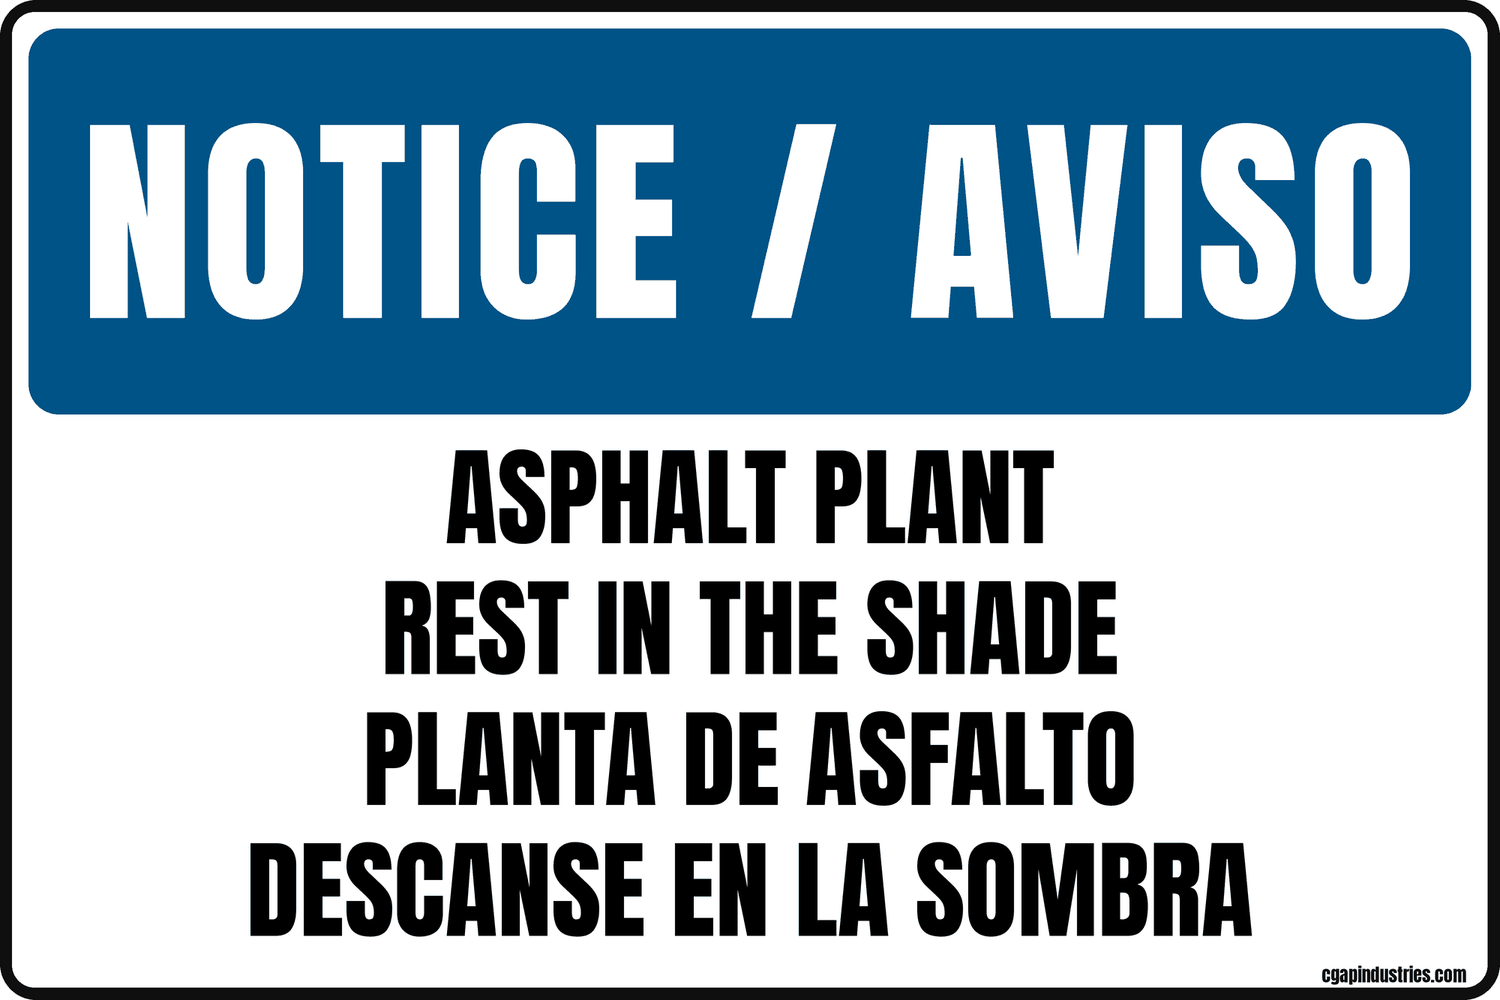 NOTICE / AVISO
ASPHALT PLANT
REST IN THE SHADE
PLANTA DE ASFALTO
DESCANSE EN LA SOMBRA
cgapindustries.com